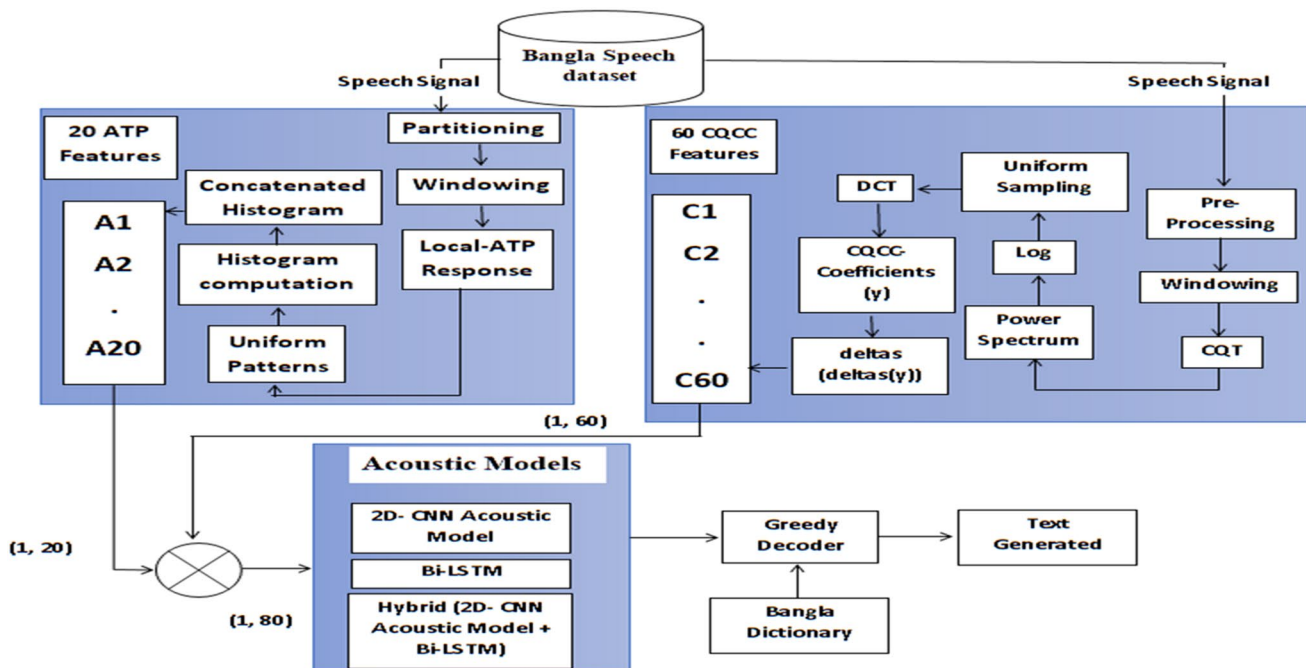 Bangla Speech
dataset
Speech Signal
Speech Signal
20 ATP
Features
Partitioning
Windowing
Local-ATP
Response
Uniform
Patterns
Histogram
computation
Concatenated
Histogram
A1
A2
.
A20
60 CQCC
Features
Pre-
Processing
Windowing
CQT
Power
Spectrum
Log
Uniform
Sampling
DCT
CQCC-
Coefficients
(y)
deltas
(deltas(y))
C1
C2
.
.
C60
(1, 60)
(1, 20)
(1, 80)
Acoustic Models
2D- CNN Acoustic
Model
Bi-LSTM
Hybrid (2D- CNN
Acoustic Model +
Bi-LSTM)
Greedy
Decoder
Text
Generated
Bangla
Dictionary